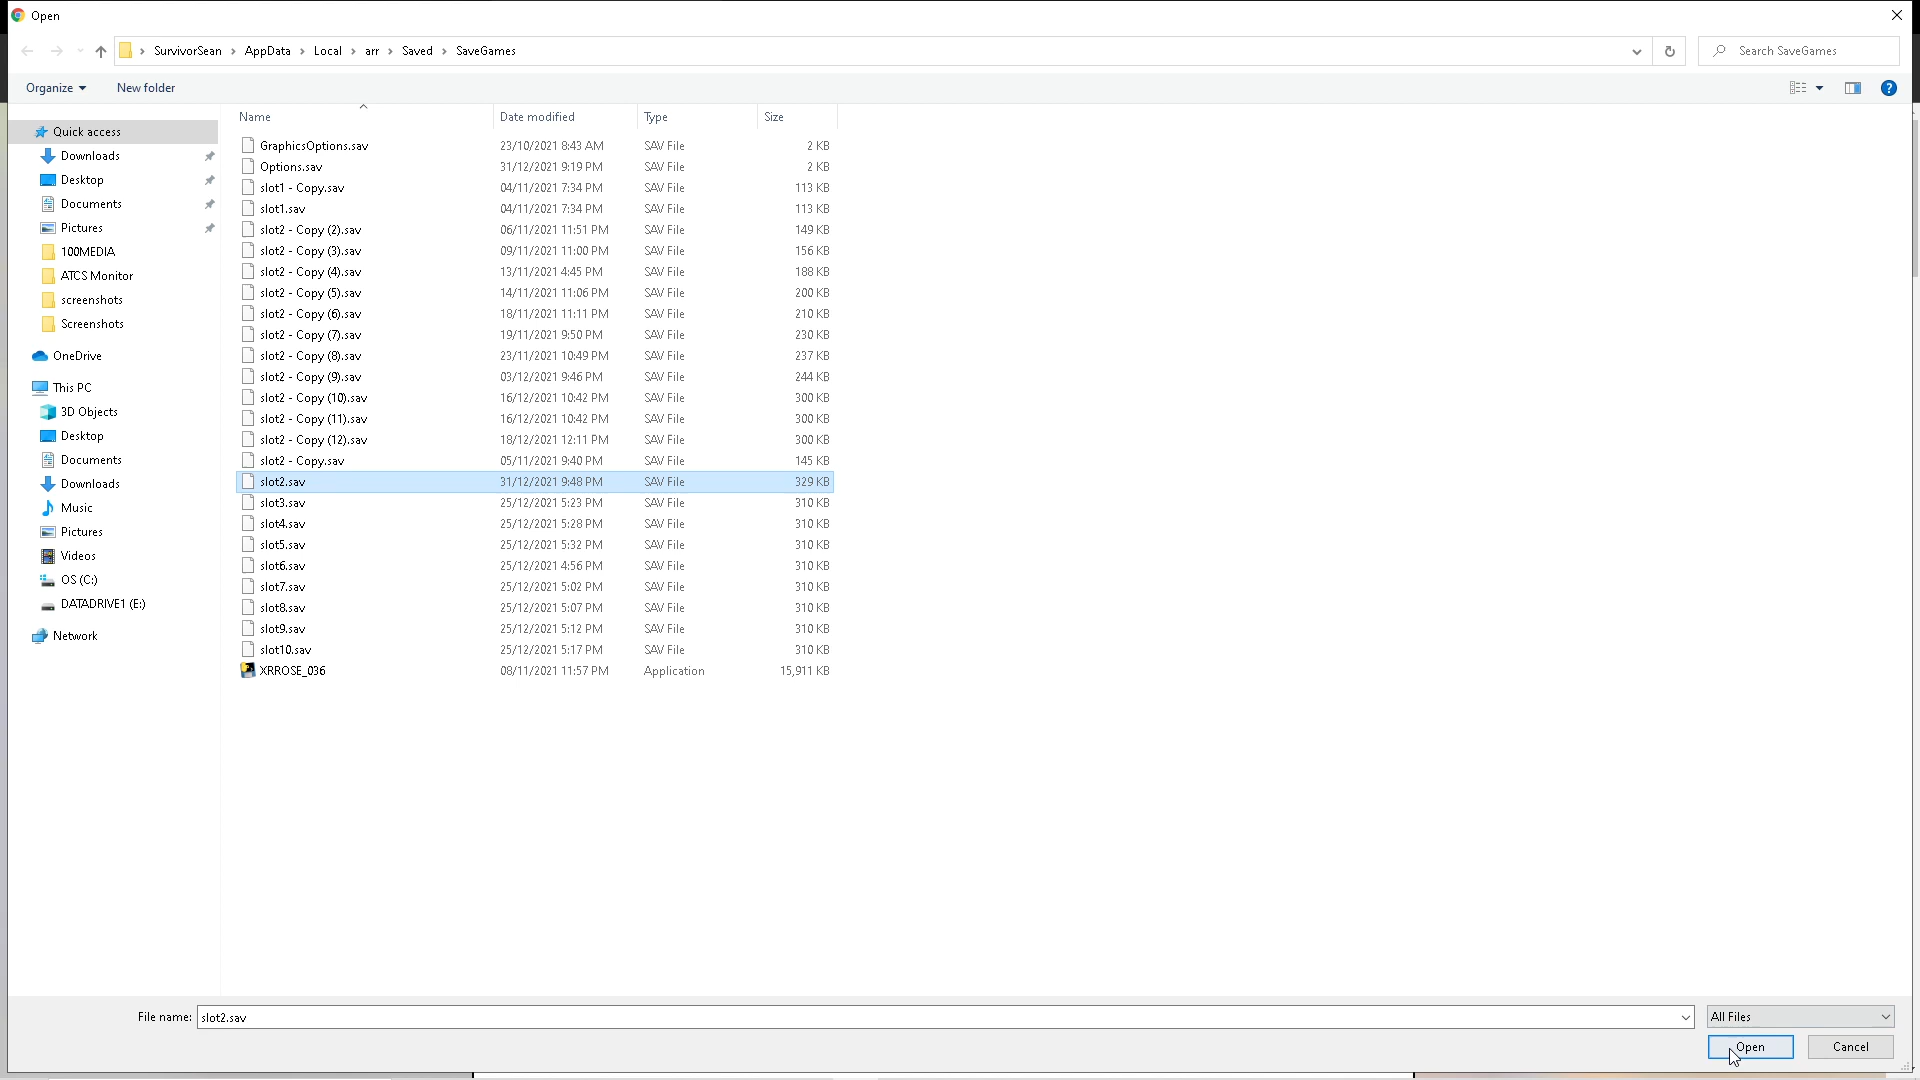 Open
SurvivorSean > AppData > Local > arr > Saved > SaveGames
Search SaveGames
Organize
New folder
Name Date modified Type Size
Quick access
Downloads
Desktop
Documents
Pictures
100MEDIA
ATCS Monitor
screenshots
Screenshots
OneDrive
This PC
3D Objects
Desktop
Documents
Downloads
Music
Pictures
Videos
OS (C:)
DATADRIVE1 (E:)
Network
GraphicsOptions.sav 23/10/2021 8:43 AM SAV File 2 KB
Options.sav 31/12/2021 9:19 PM SAV File 2 KB
slot1 - Copy.sav 04/11/2021 7:34 PM SAV File 113 KB
slot1.sav 04/11/2021 7:34 PM SAV File 113 KB
slot2 - Copy (2).sav 06/11/2021 11:51 PM SAV File 149 KB
slot2 - Copy (3).sav 09/11/2021 11:00 PM SAV File 156 KB
slot2 - Copy (4).sav 13/11/2021 4:45 PM SAV File 188 KB
slot2 - Copy (5).sav 14/11/2021 11:06 PM SAV File 200 KB
slot2 - Copy (6).sav 18/11/2021 11:11 PM SAV File 210 KB
slot2 - Copy (7).sav 19/11/2021 9:50 PM SAV File 230 KB
slot2 - Copy (8).sav 23/11/2021 10:49 PM SAV File 237 KB
slot2 - Copy (9).sav 03/12/2021 9:46 PM SAV File 244 KB
slot2 - Copy (10).sav 16/12/2021 10:42 PM SAV File 300 KB
slot2 - Copy (11).sav 16/12/2021 10:42 PM SAV File 300 KB
slot2 - Copy (12).sav 18/12/2021 12:11 PM SAV File 300 KB
slot2 - Copy.sav 05/11/2021 9:40 PM SAV File 145 KB
slot2.sav 31/12/2021 9:48 PM SAV File 329 KB
slot3.sav 25/12/2021 5:23 PM SAV File 310 KB
slot4.sav 25/12/2021 5:28 PM SAV File 310 KB
slot5.sav 25/12/2021 5:32 PM SAV File 310 KB
slot6.sav 25/12/2021 4:56 PM SAV File 310 KB
slot7.sav 25/12/2021 5:02 PM SAV File 310 KB
slot8.sav 25/12/2021 5:07 PM SAV File 310 KB
slot9.sav 25/12/2021 5:12 PM SAV File 310 KB
slot10.sav 25/12/2021 5:17 PM SAV File 310 KB
XRROSE_036 08/11/2021 11:57 PM Application 15,911 KB
File name: slot2.sav
All Files
Open
Cancel